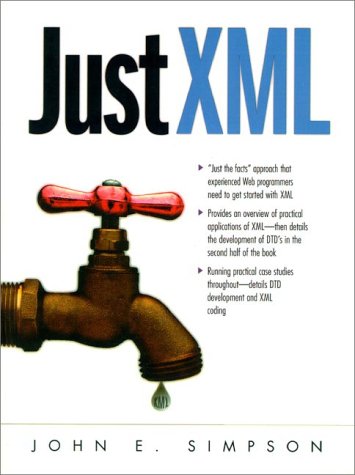 Just XML
"Just the facts" approach that
experienced Web programmers
need to get started with XML
Provides an overview of practical
applications of XML—then details
the development of DTD's in the
second half of the book
Running practical case studies
throughout—details DTD
development and XML
coding
XML
JOHN E. SIMPSON